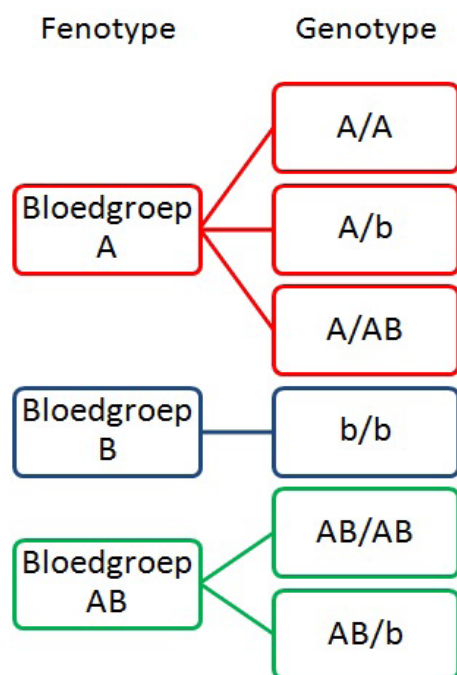 Fenotype Genotype
A/A
Bloedgroep
A
A/b
A/AB
Bloedgroep
B
b/b
AB/AB
Bloedgroep
AB
AB/b